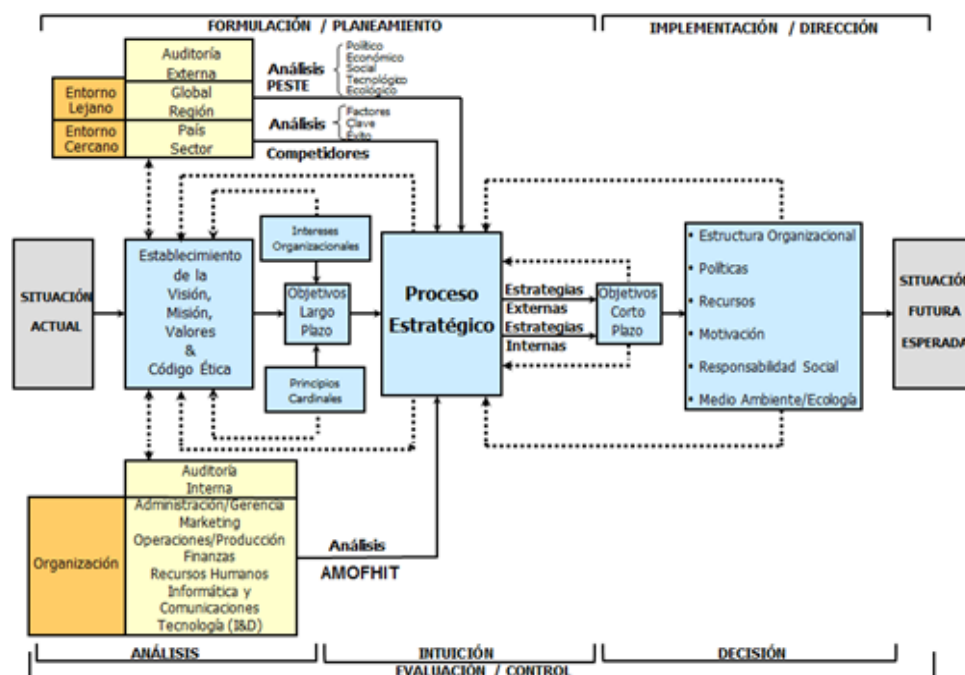 FORMULACIÓN / PLANEAMIENTO
IMPLEMENTACIÓN / DIRECCIÓN
Auditoría
Externa
Global
Región
País
Sector
Entorno
Lejano
Entorno
Cercano
Análisis
PESTE
Político
Económico
Social
Tecnológico
Ecológico
Análisis
Competidores
Factores
Clave
Éxito
SITUACIÓN
ACTUAL
Establecimiento
de la
Visión,
Misión,
Valores
&
Código Ética
Intereses
Organizacionales
Objetivos
Largo
Plazo
Principios
Cardinales
Proceso
Estratégico
Estrategias
Externas
Estrategias
Internas
Objetivos
Corto
Plazo
• Estructura Organizacional
• Políticas
• Recursos
• Motivación
• Responsabilidad Social
• Medio Ambiente/Ecología
SITUACIÓN
FUTURA
ESPERADA
Auditoría
Interna
Organización
Administración/Gerencia
Marketing
Operaciones/Producción
Finanzas
Recursos Humanos
Informática y
Comunicaciones
Tecnología (I&D)
Análisis
AMOFHIT
ANÁLISIS
INTUICIÓN
DECISIÓN
EVALUACIÓN / CONTROL